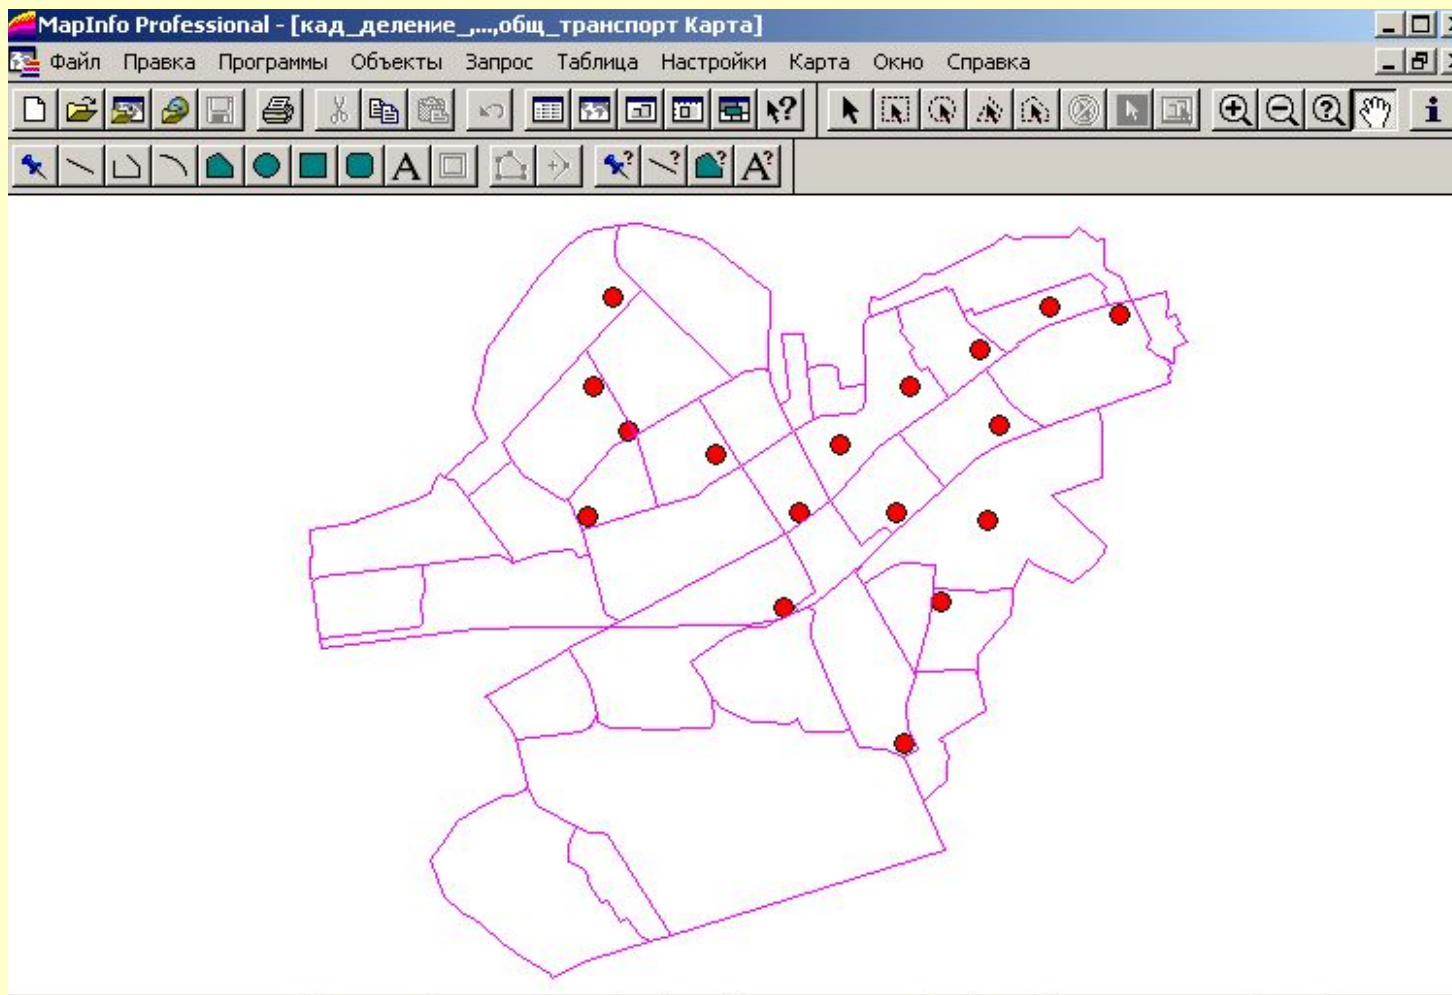 MapInfo Professional - [кад_деление_,...,общ_транспорт Карта]
Файл Правка Программы Объекты Запрос Таблица Настройки Карта Окно Справка
? ? i
A ? ? ? A?